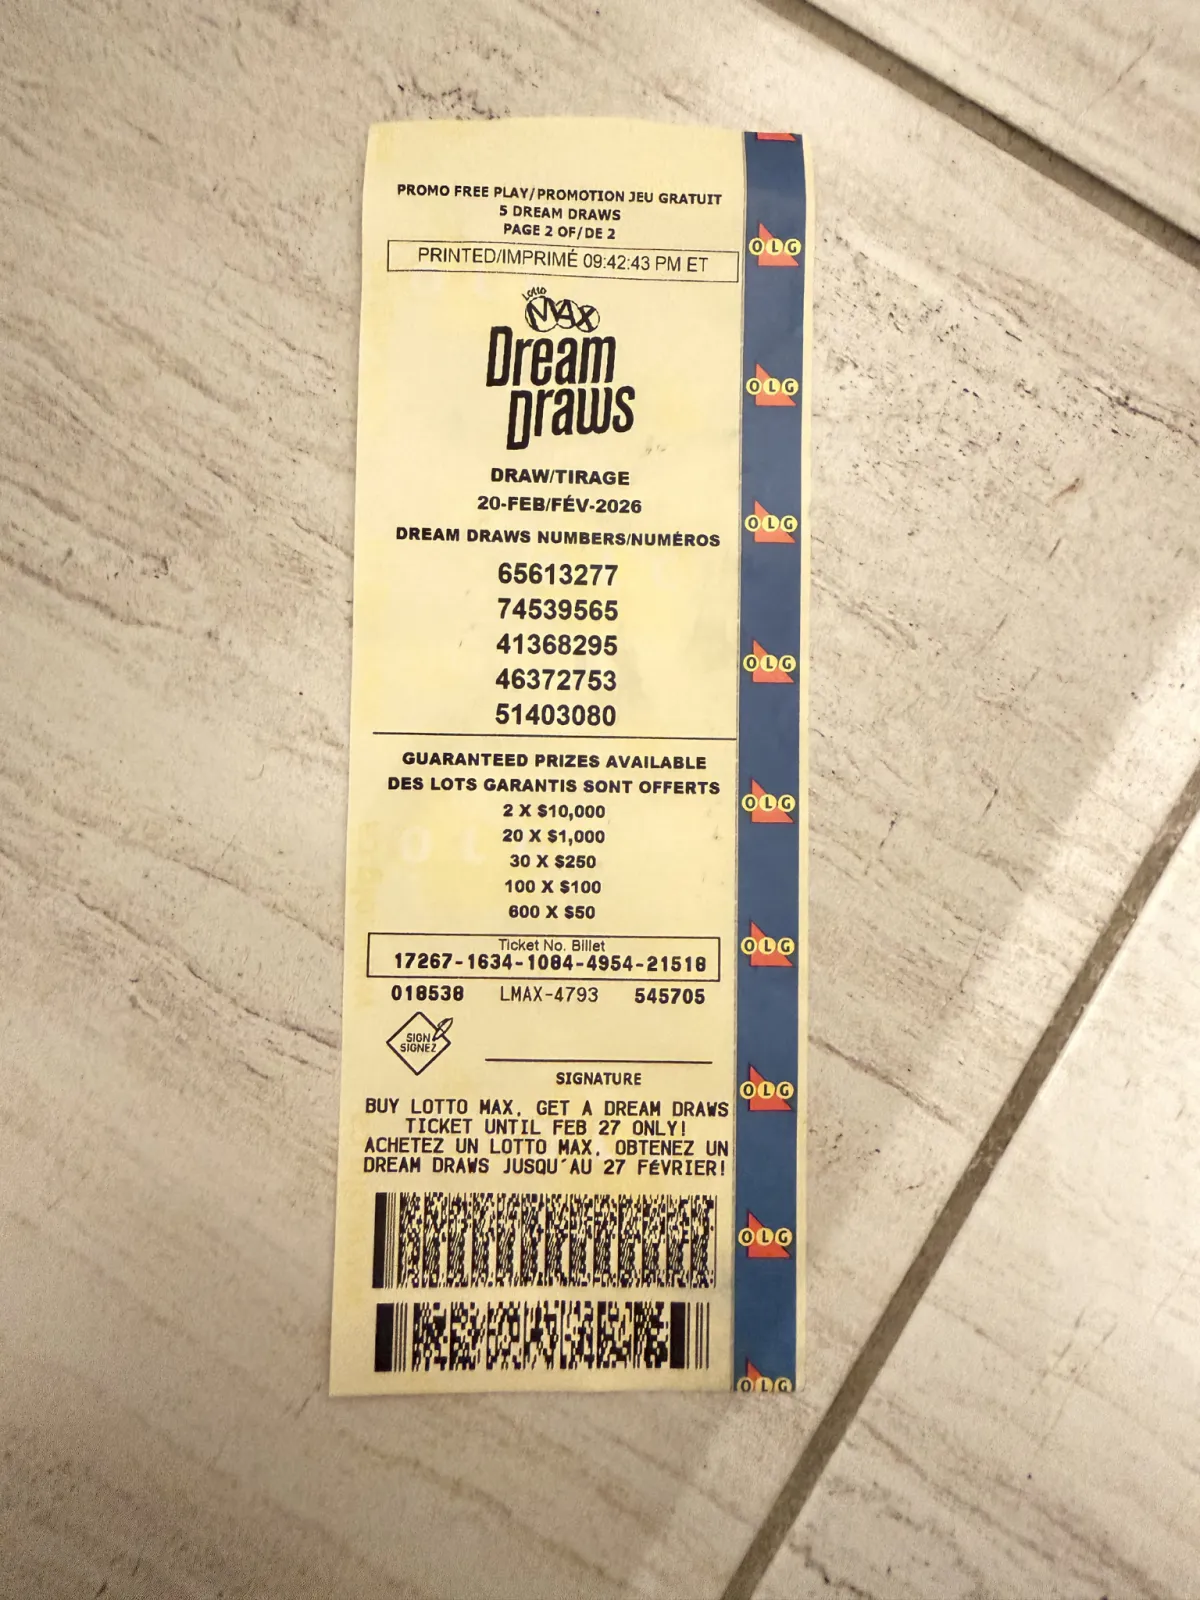 PROMO FREE PLAY/PROMOTION JEU GRATUIT
5 DREAM DRAWS
PAGE 2 OF/DE 2
PRINTED/IMPRIMÉ 09:42:43 PM ET
LOTTO
MAX
Dream
Draws
DRAW/TIRAGE
20-FEB/FÉV-2026
DREAM DRAWS NUMBERS/NUMÉROS
65613277
74539565
41368295
46372753
51403080
GUARANTEED PRIZES AVAILABLE
DES LOTS GARANTIS SONT OFFERTS
2 X $10,000
20 X $1,000
30 X $250
100 X $100
600 X $50
Ticket No. Billet
17267-1634-1084-4954-21518
018538 LMAX-4793 545705
SIGN
SIGNEZ
SIGNATURE
BUY LOTTO MAX, GET A DREAM DRAWS
TICKET UNTIL FEB 27 ONLY!
ACHETEZ UN LOTTO MAX, OBTENEZ UN
DREAM DRAWS JUSQU'AU 27 FÉVRIER!
OLG
OLG
OLG
OLG
OLG
OLG
OLG
OLG
OLG